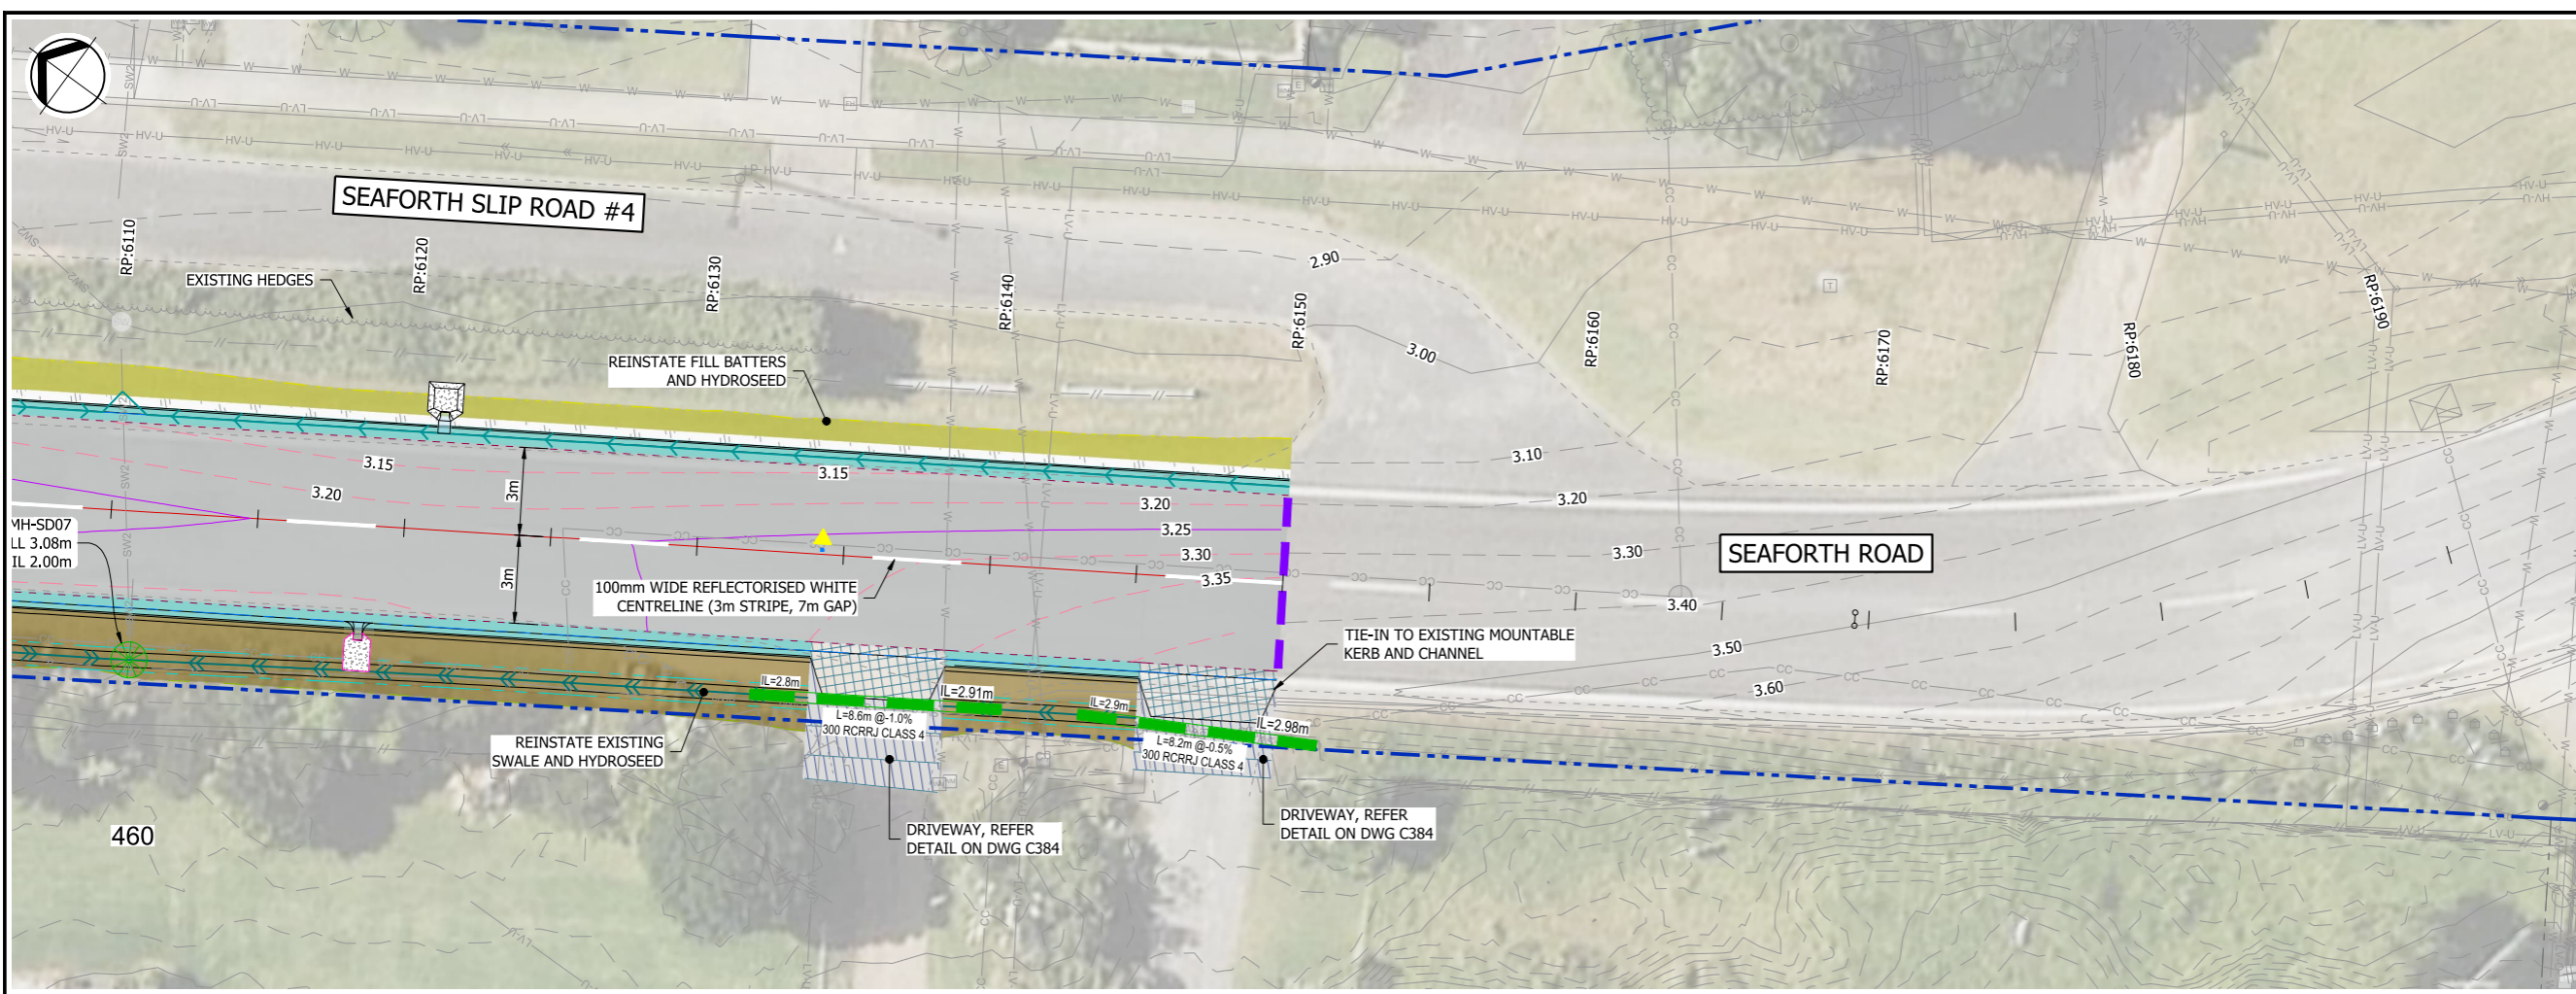 SEAFORTH SLIP ROAD #4
RP:6110
RP:6120
RP:6130
RP:6140
RP:6150
RP:6160
RP:6170
RP:6180
RP:6190
EXISTING HEDGES
2.90
3.00
REINSTATE FILL BATTERS
AND HYDROSEED
3.15
3.15
3.20
3.20
3.25
3.30
3.35
3.10
3.20
3.30
3.40
3.50
3.60
3m
3m
MH-SD07
LL 3.08m
IL 2.00m
SEAFORTH ROAD
100mm WIDE REFLECTORISED WHITE
CENTRELINE (3m STRIPE, 7m GAP)
TIE-IN TO EXISTING MOUNTABLE
KERB AND CHANNEL
IL=2.8m
IL=2.91m
L=8.6m @-1.0%
300 RCRRJ CLASS 4
IL=2.9m
IL=2.98m
L=8.2m @-0.5%
300 RCRRJ CLASS 4
REINSTATE EXISTING
SWALE AND HYDROSEED
DRIVEWAY, REFER
DETAIL ON DWG C384
DRIVEWAY, REFER
DETAIL ON DWG C384
460